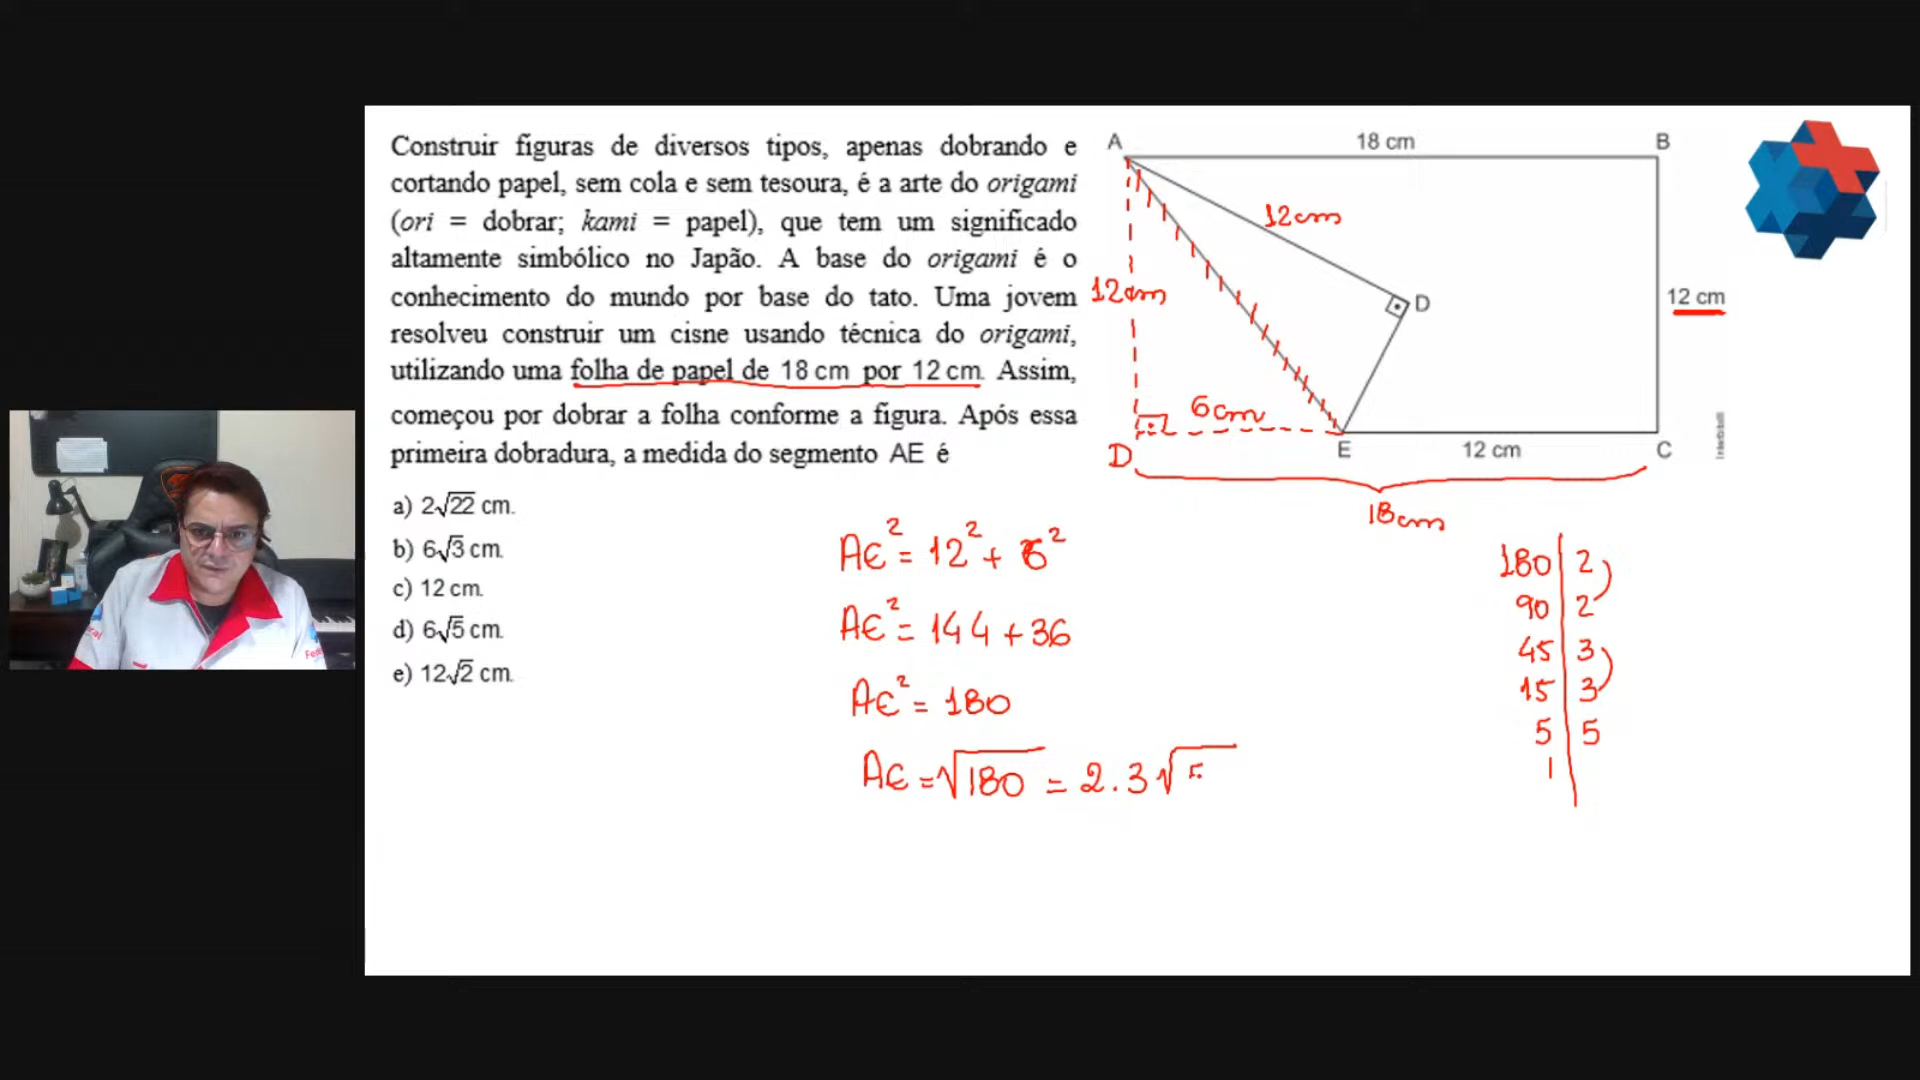 Construir figuras de diversos tipos, apenas dobrando e
cortando papel, sem cola e sem tesoura, é a arte do origami
(ori = dobrar; kami = papel), que tem um significado
altamente simbólico no Japão. A base do origami é o
conhecimento do mundo por base do tato. Uma jovem
resolveu construir um cisne usando técnica do origami,
utilizando uma folha de papel de 18 cm por 12 cm. Assim,
começou por dobrar a folha conforme a figura. Após essa
primeira dobradura, a medida do segmento AE é
a) 2√22 cm.
b) 6√3 cm.
c) 12 cm.
d) 6√5 cm.
e) 12√2 cm.
A 18 cm B
12cm
12cm D 12 cm
6cm
D E 12 cm C
18cm
AE² = 12² + 6²
AE² = 144 + 36
AE² = 180
AE = √180 = 2.3√5
180 | 2
90 | 2
45 | 3
15 | 3
5 | 5
1 |